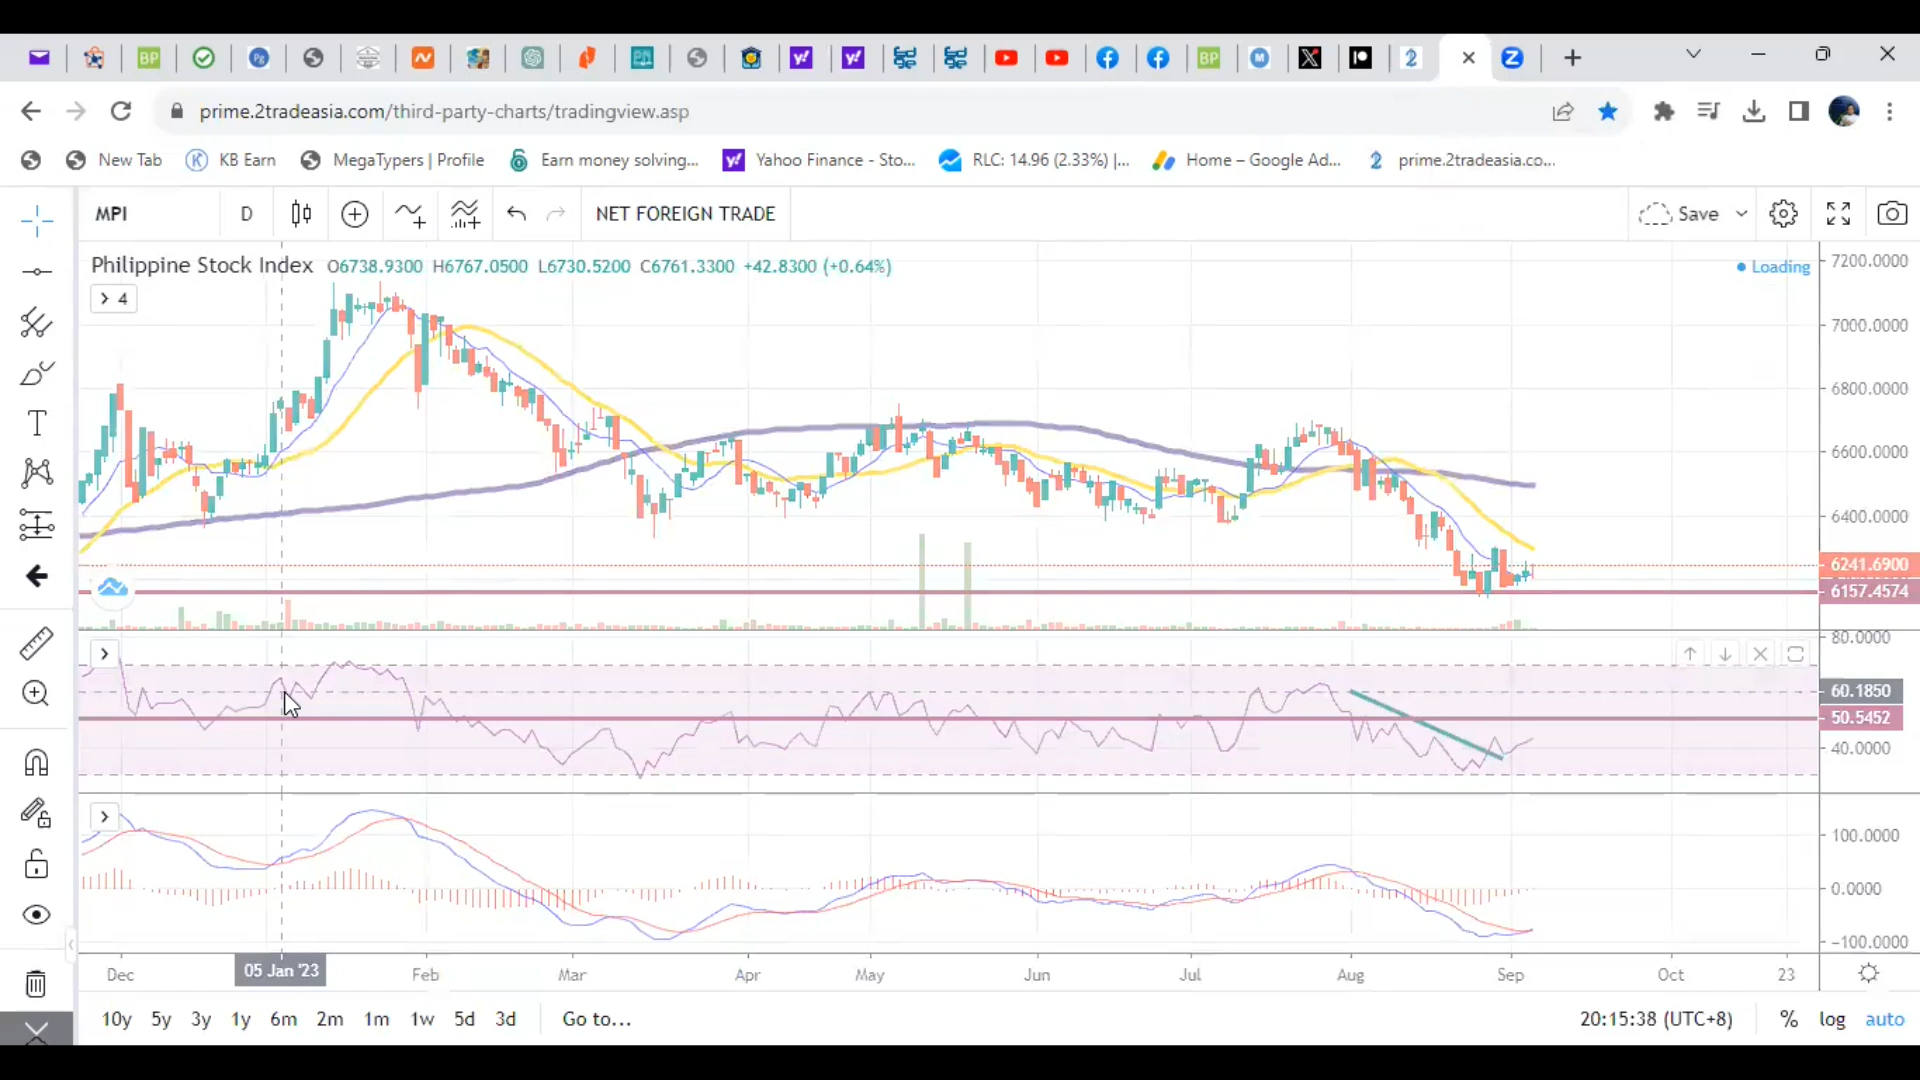 BP
Pg
BP
M
2
prime.2tradeasia.com/third-party-charts/tradingview.asp
New Tab
KB Earn
MegaTypers | Profile
Earn money solving...
Yahoo Finance - Sto...
RLC: 14.96 (2.33%) |...
Home – Google Ad...
prime.2tradeasia.co...
MPI
D
NET FOREIGN TRADE
Save
Philippine Stock Index O6738.9300 H6767.0500 L6730.5200 C6761.3300 +42.8300 (+0.64%)
4
Loading
7200.0000
7000.0000
6800.0000
6600.0000
6400.0000
6241.6900
6157.4574
80.0000
60.1850
50.5452
40.0000
100.0000
0.0000
−100.0000
Dec 05 Jan '23 Feb Mar Apr May Jun Jul Aug Sep Oct 23
10y 5y 3y 1y 6m 2m 1m 1w 5d 3d Go to...
20:15:38 (UTC+8) % log auto